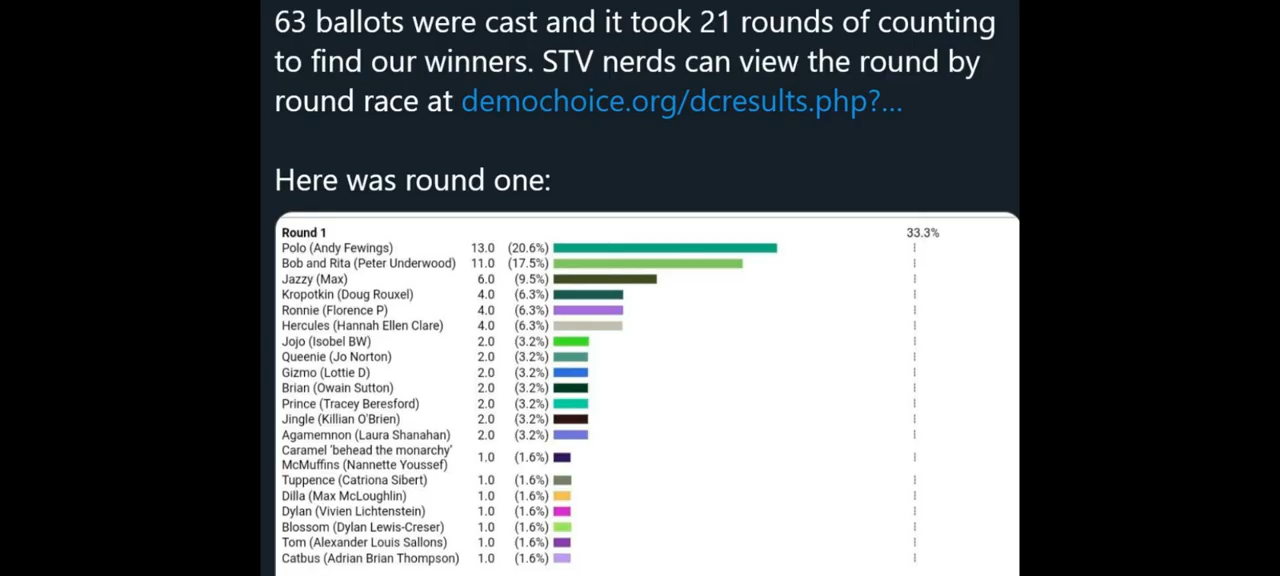 63 ballots were cast and it took 21 rounds of counting
to find our winners. STV nerds can view the round by
round race at demochoice.org/dcresults.php?...
Here was round one:
Round 1 33.3%
Polo (Andy Fewings) 13.0 (20.6%)
Bob and Rita (Peter Underwood) 11.0 (17.5%)
Jazzy (Max) 6.0 (9.5%)
Kropotkin (Doug Rouxel) 4.0 (6.3%)
Ronnie (Florence P) 4.0 (6.3%)
Hercules (Hannah Ellen Clare) 4.0 (6.3%)
Jojo (Isobel BW) 2.0 (3.2%)
Queenie (Jo Norton) 2.0 (3.2%)
Gizmo (Lottie D) 2.0 (3.2%)
Brian (Owain Sutton) 2.0 (3.2%)
Prince (Tracey Beresford) 2.0 (3.2%)
Jingle (Killian O'Brien) 2.0 (3.2%)
Agamemnon (Laura Shanahan) 2.0 (3.2%)
Caramel 'behead the monarchy'
McMuffins (Nannette Youssef) 1.0 (1.6%)
Tuppence (Catriona Sibert) 1.0 (1.6%)
Dilla (Max McLoughlin) 1.0 (1.6%)
Dylan (Vivien Lichtenstein) 1.0 (1.6%)
Blossom (Dylan Lewis-Creser) 1.0 (1.6%)
Tom (Alexander Louis Sallons) 1.0 (1.6%)
Catbus (Adrian Brian Thompson) 1.0 (1.6%)